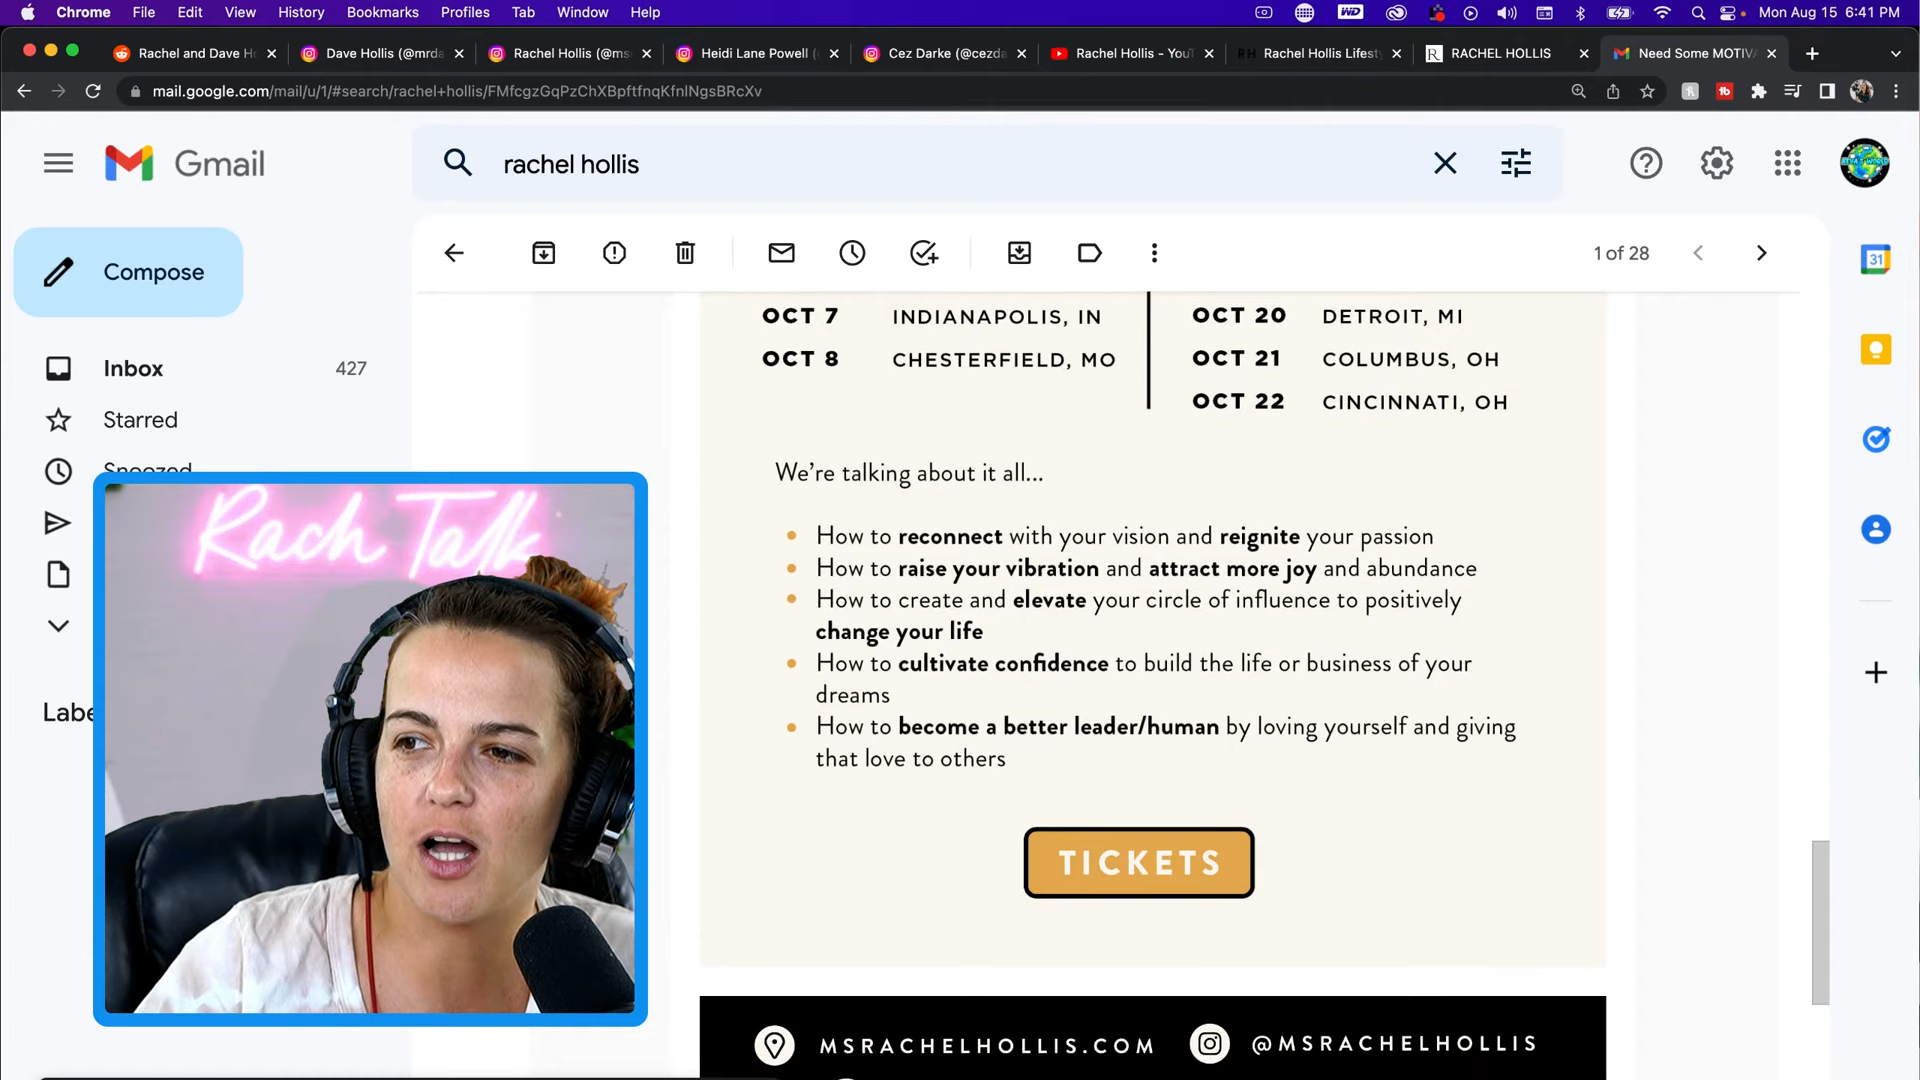 Chrome File Edit View History Bookmarks Profiles Tab Window Help WD Mon Aug 15 6:41 PM
Rachel and Dave H Dave Hollis (@mrda Rachel Hollis (@ms Heidi Lane Powell ( Cez Darke (@cezda Rachel Hollis - YouT Rachel Hollis Lifest RACHEL HOLLIS Need Some MOTIVA
mail.google.com/mail/u/1/#search/rachel+hollis/FMfcgzGqPzChXBpftfnqKfnlNgsBRcXv
Gmail
rachel hollis
Compose
1 of 28
31
Inbox 427
Starred
Snoozed
Labe
OCT 7 INDIANAPOLIS, IN
OCT 8 CHESTERFIELD, MO
OCT 20 DETROIT, MI
OCT 21 COLUMBUS, OH
OCT 22 CINCINNATI, OH
We're talking about it all...
How to reconnect with your vision and reignite your passion
How to raise your vibration and attract more joy and abundance
How to create and elevate your circle of influence to positively
change your life
How to cultivate confidence to build the life or business of your
dreams
How to become a better leader/human by loving yourself and giving
that love to others
TICKETS
MSRACHELHOLLIS.COM @MSRACHELHOLLIS
Rach Talk